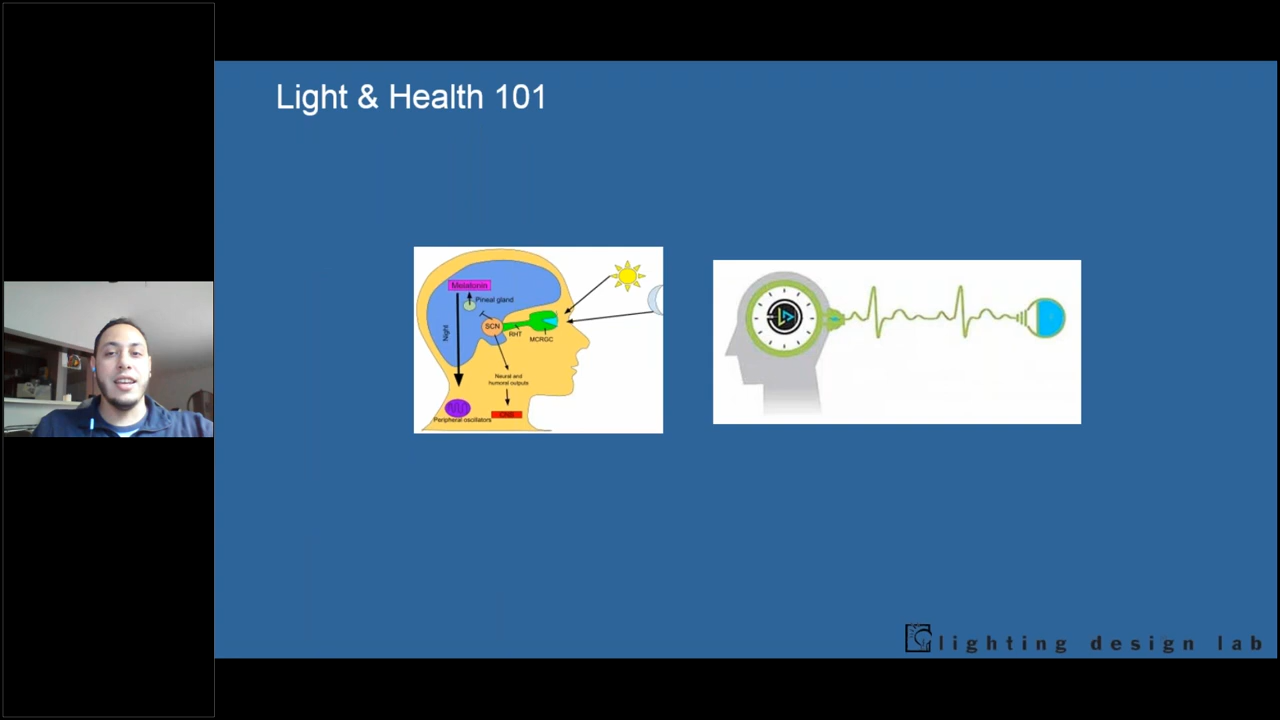 Light & Health 101
Melatonin
Pineal gland
Night
SCN
RHT
MCRGC
Neural and
humoral outputs
Peripheral oscillators
lighting design lab